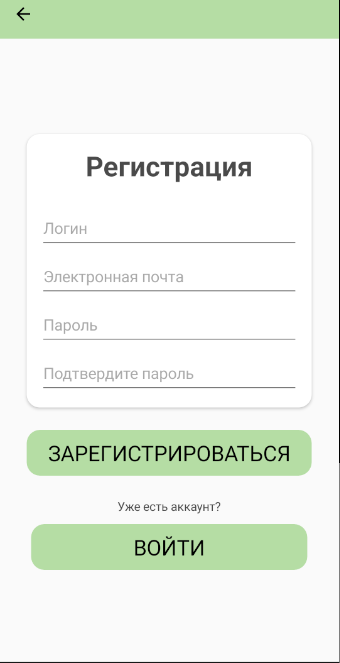 Регистрация
Логин
Электронная почта
Пароль
Подтвердите пароль
ЗАРЕГИСТРИРОВАТЬСЯ
Уже есть аккаунт?
ВОЙТИ